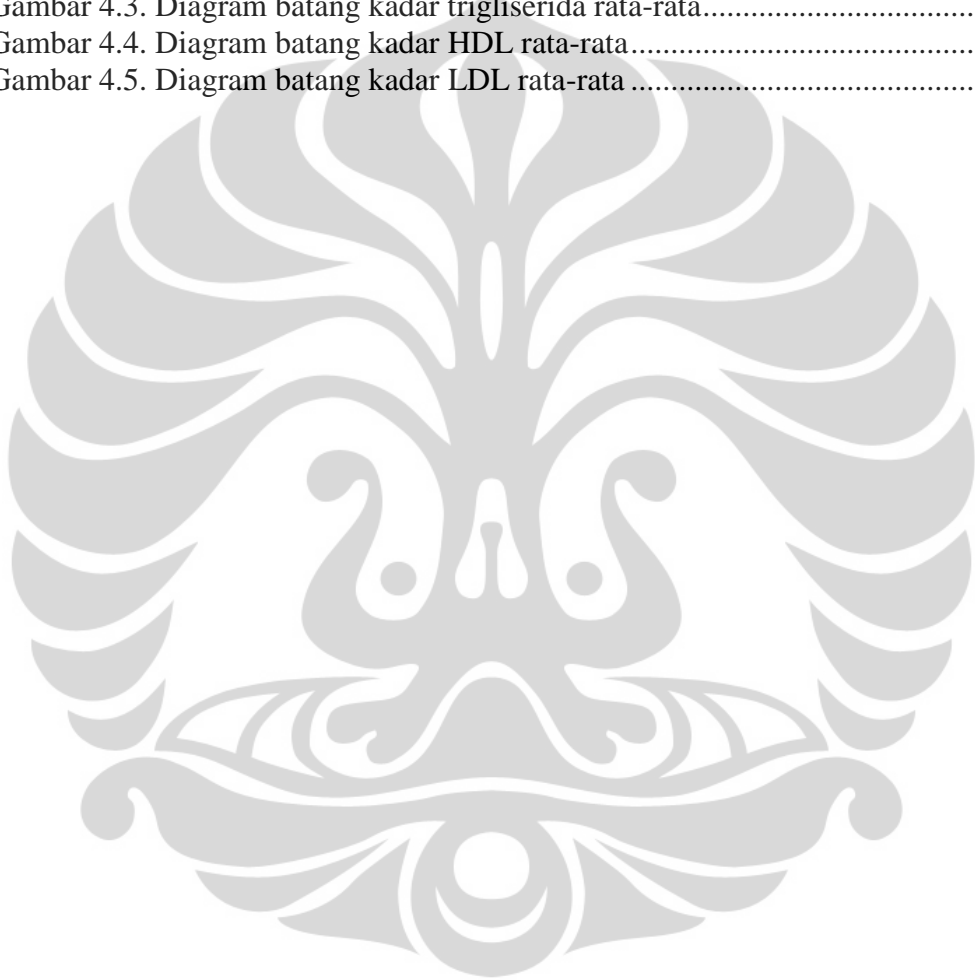 Gambar 4.3. Diagram batang kadar trigliserida rata-rata..................................
Gambar 4.4. Diagram batang kadar HDL rata-rata...........................................
Gambar 4.5. Diagram batang kadar LDL rata-rata ...........................................